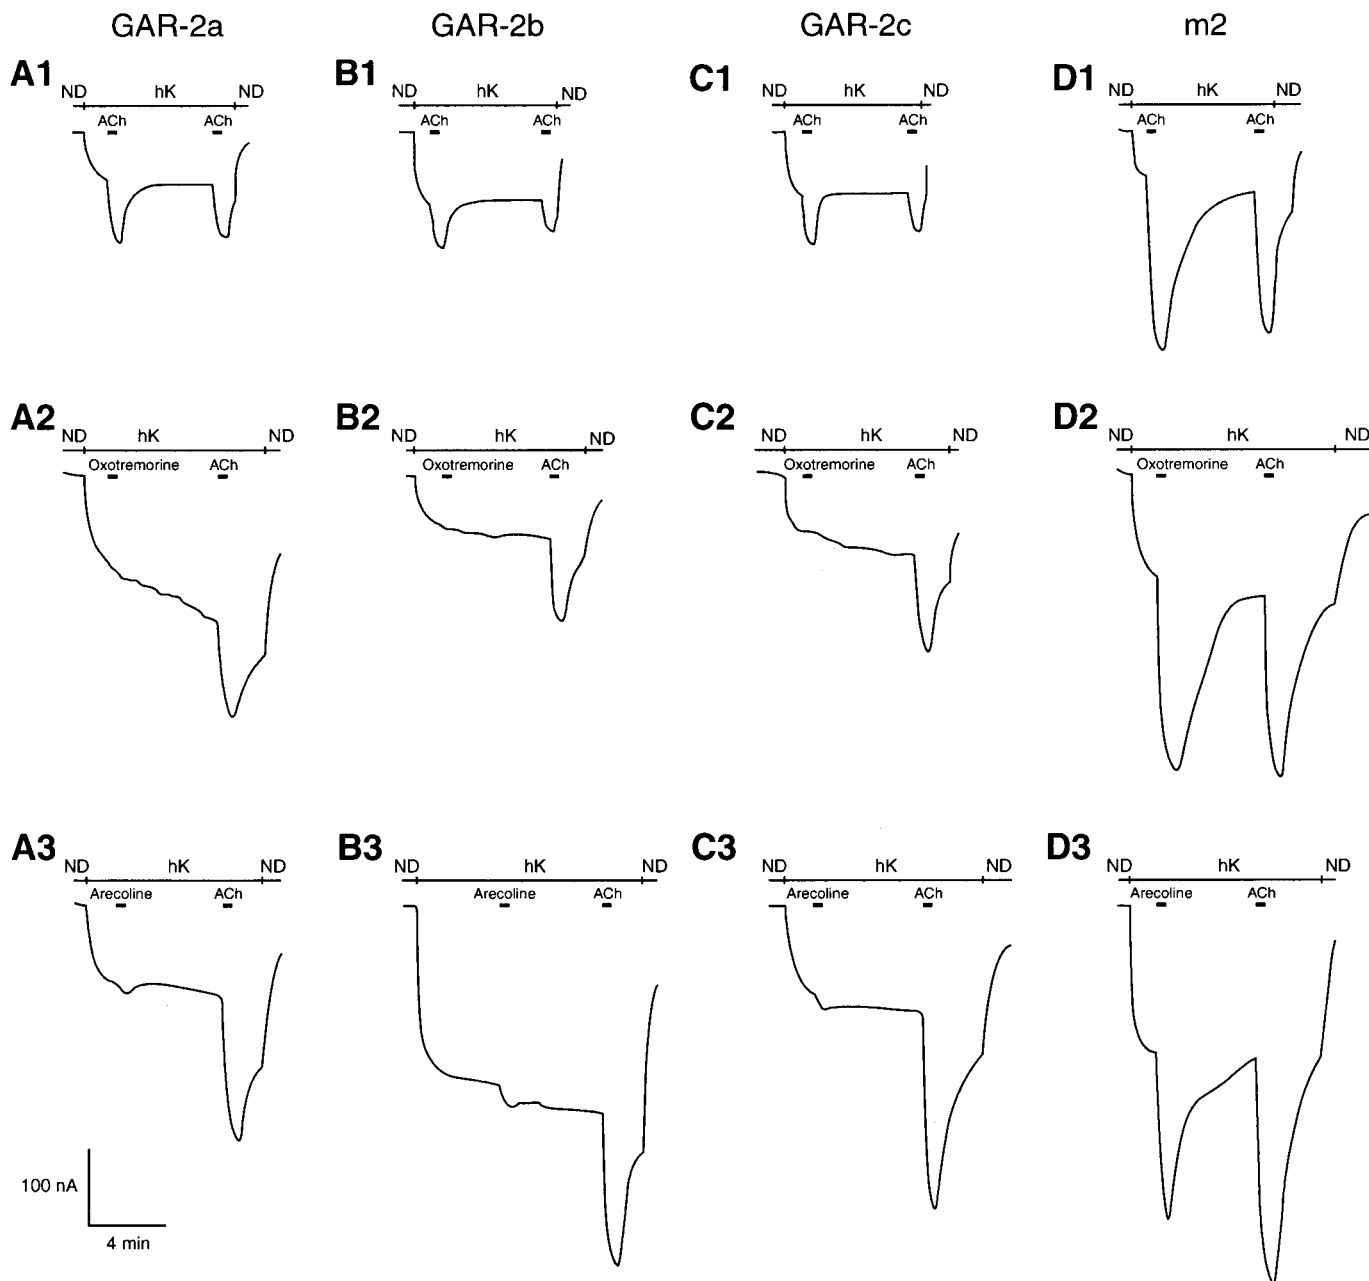 GAR-2a GAR-2b GAR-2c m2
A1 B1 C1 D1
ND hK ND ND hK ND ND hK ND ND hK ND
ACh ACh ACh ACh ACh ACh ACh ACh
A2 B2 C2 D2
ND hK ND ND hK ND ND hK ND ND hK ND
Oxotremorine ACh Oxotremorine ACh Oxotremorine ACh Oxotremorine ACh
A3 B3 C3 D3
ND hK ND ND hK ND ND hK ND ND hK ND
Arecoline ACh Arecoline ACh Arecoline ACh Arecoline ACh
100 nA
4 min